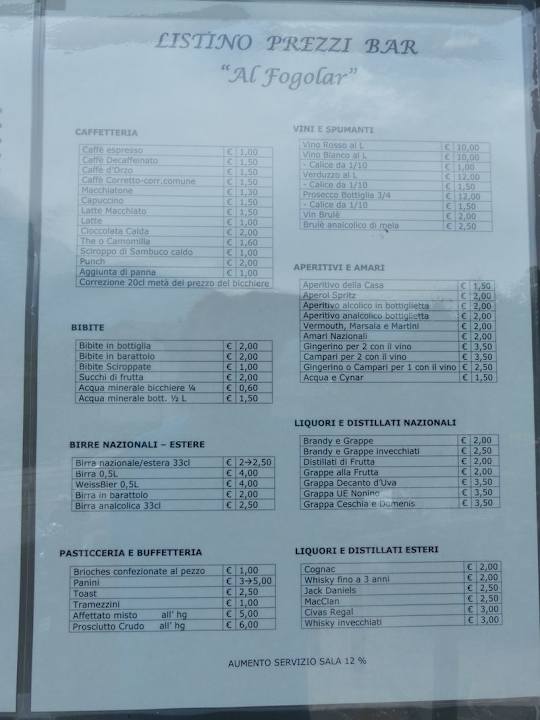 LISTINO PREZZI BAR
"Al Fogolar"
CAFFETTERIA
Caffè espresso € 1,00
Caffè Decaffeinato € 1,50
Caffè d'Orzo € 1,50
Caffè Corretto-corr.comune € 1,50
Macchiatone € 1,30
Capuccino € 1,50
Latte Macchiato € 1,50
Latte € 1,00
Cioccolata Calda € 2,00
The o Camomilla € 1,60
Sciroppo di Sambuco caldo € 1,00
Punch € 2,00
Aggiunta di panna € 1,00
Correzione 20cl metà del prezzo del bicchiere
BIBITE
Bibite in bottiglia € 2,00
Bibite in barattolo € 2,00
Bibite Sciroppate € 1,00
Succhi di frutta € 2,00
Acqua minerale bicchiere ¼ € 0,60
Acqua minerale bott. ½ L € 1,50
BIRRE NAZIONALI – ESTERE
Birra nazionale/estera 33cl € 2→2,50
Birra 0,5L € 4,00
WeissBier 0,5L € 4,00
Birra in barattolo € 2,00
Birra analcolica 33cl € 2,50
PASTICCERIA E BUFFETTERIA
Brioches confezionate al pezzo € 1,00
Panini € 3→5,00
Toast € 2,50
Tramezzini € 1,00
Affettato misto all' hg € 5,00
Prosciutto Crudo all' hg € 6,00
VINI E SPUMANTI
Vino Rosso al L € 10,00
Vino Bianco al L € 10,00
- Calice da 1/10 € 1,00
Verduzzo al L € 12,00
- Calice da 1/10 € 1,50
Prosecco Bottiglia 3/4 € 12,00
- Calice da 1/10 € 1,50
Vin Brulè € 2,00
Brulè analcolico di mela € 2,50
APERITIVI E AMARI
Aperitivo della Casa € 1,50
Aperol Spritz € 2,00
Aperitivo alcolico in bottiglietta € 2,00
Aperitivo analcolico bottiglietta € 2,00
Vermouth, Marsala e Martini € 2,00
Amari Nazionali € 2,00
Gingerino per 2 con il vino € 3,50
Campari per 2 con il vino € 3,50
Gingerino o Campari per 1 con il vino € 2,50
Acqua e Cynar € 1,50
LIQUORI E DISTILLATI NAZIONALI
Brandy e Grappe € 2,00
Brandy e Grappe invecchiati € 2,50
Distillati di Frutta € 2,00
Grappe alla Frutta € 2,00
Grappa Decanto d'Uva € 3,50
Grappa UE Nonino € 3,50
Grappa Ceschia e Domenis € 3,50
LIQUORI E DISTILLATI ESTERI
Cognac € 2,00
Whisky fino a 3 anni € 2,00
Jack Daniels € 2,50
MacClan € 2,50
Civas Regal € 3,00
Whisky invecchiati € 3,00
AUMENTO SERVIZIO SALA 12 %